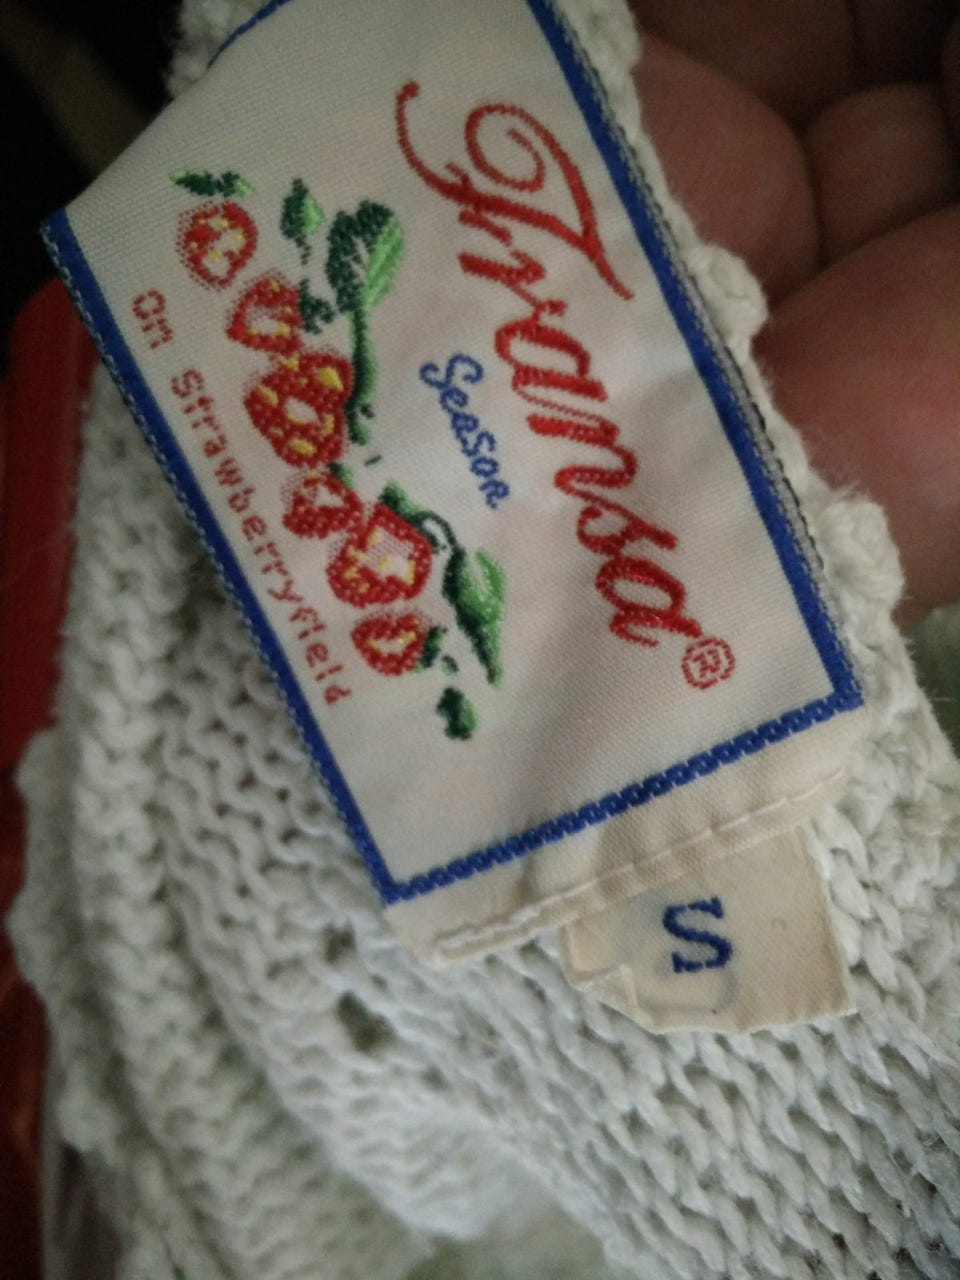 Transa®
Season
on Strawberryfield
S